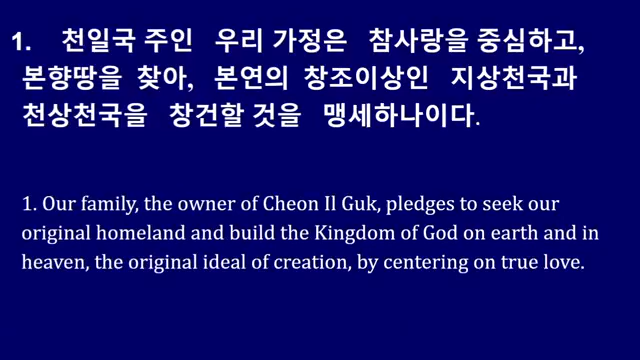 1. 천일국 주인 우리 가정은 참사랑을 중심하고,
본향땅을 찾아, 본연의 창조이상인 지상천국과
천상천국을 창건할 것을 맹세하나이다.
1. Our family, the owner of Cheon Il Guk, pledges to seek our
original homeland and build the Kingdom of God on earth and in
heaven, the original ideal of creation, by centering on true love.